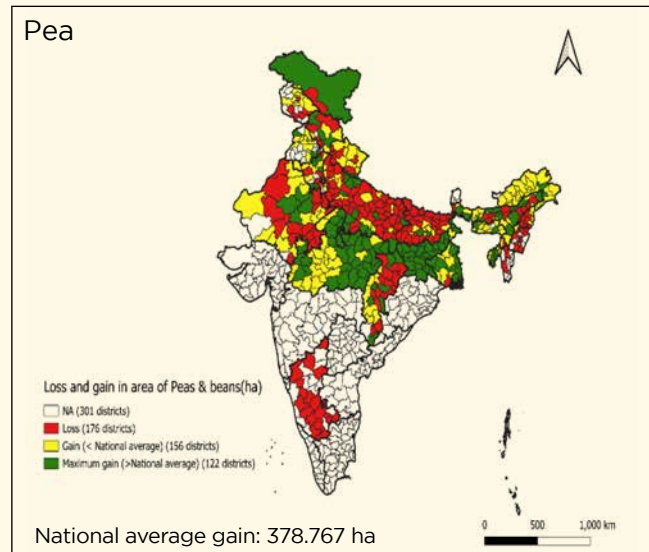 Pea
Loss and gain in area of Peas & beans(ha)
NA (301 districts)
Loss (176 districts)
Gain (< National average) (156 districts)
Maximum gain (>National average) (122 districts)
National average gain: 378.767 ha
0 500 1,000 km